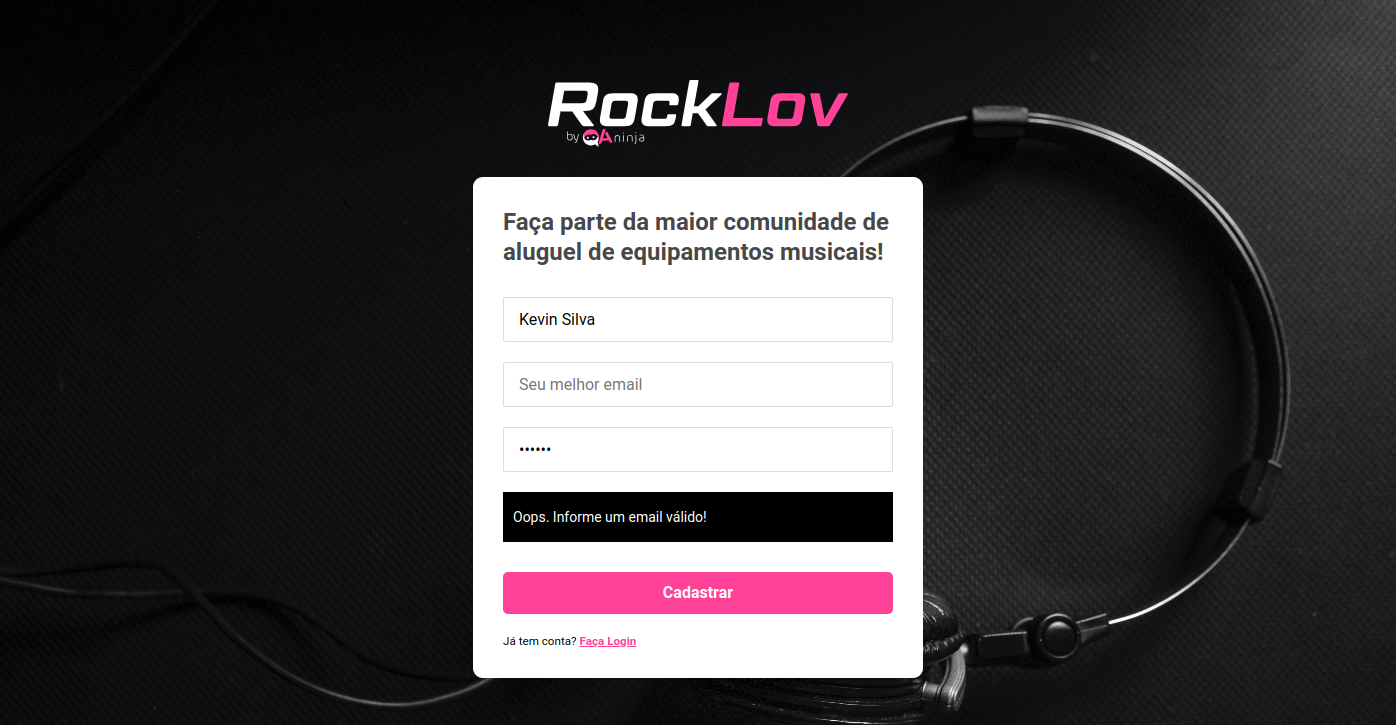 RockLov
by QAninja
Faça parte da maior comunidade de
aluguel de equipamentos musicais!
Kevin Silva
Seu melhor email
••••••
Oops. Informe um email válido!
Cadastrar
Já tem conta? Faça Login